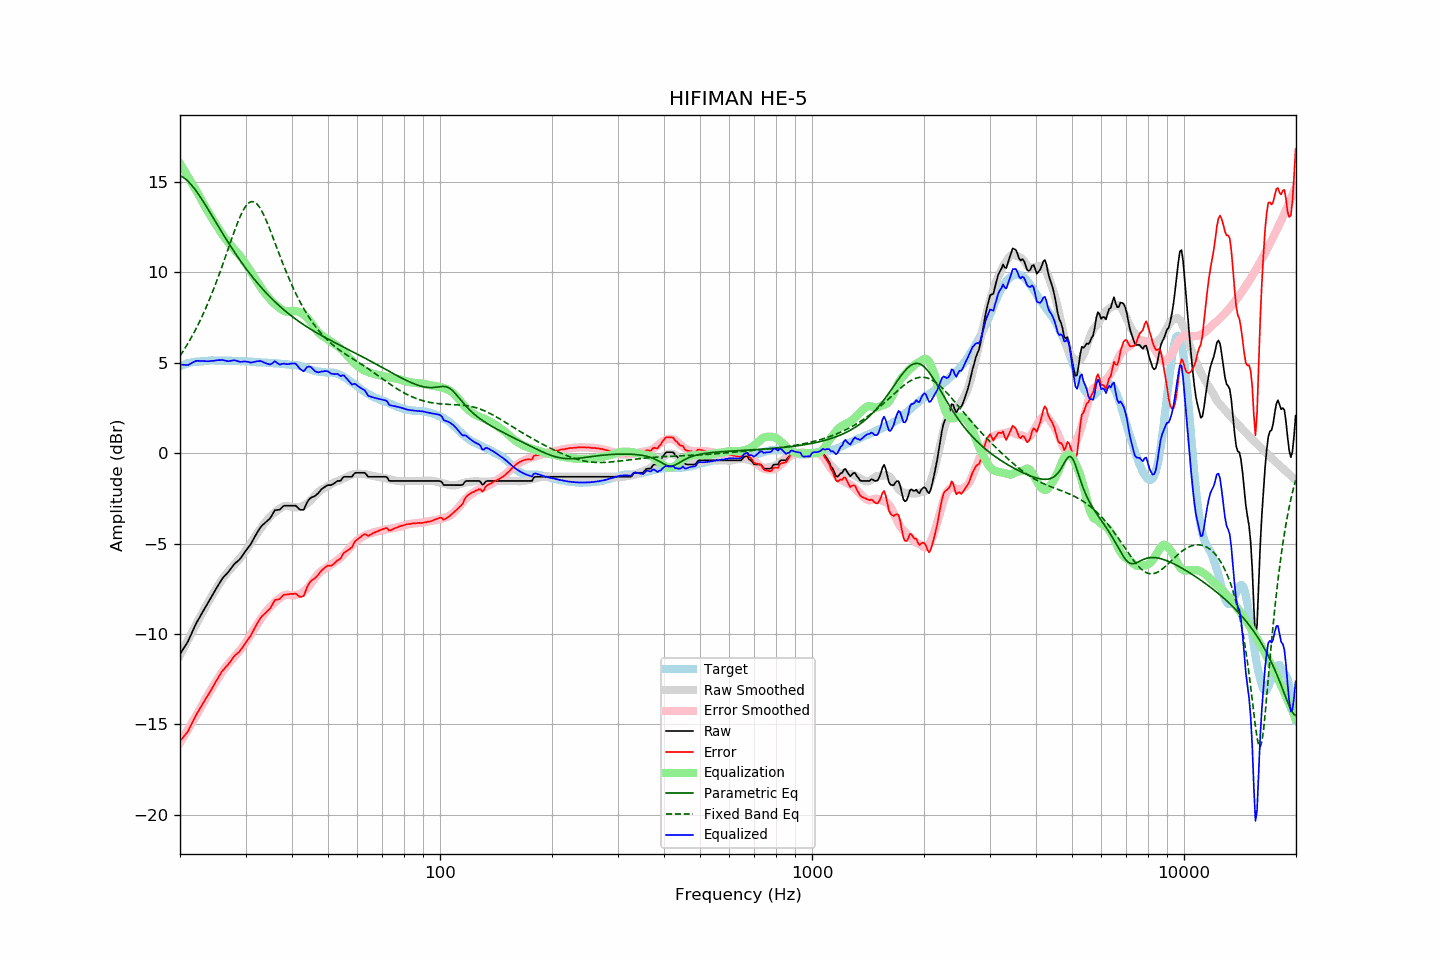 HIFIMAN HE-5
Amplitude (dBr)
15
10
5
0
−5
−10
−15
−20
Target
Raw Smoothed
Error Smoothed
Raw
Error
Equalization
Parametric Eq
Fixed Band Eq
Equalized
100
1000
10000
Frequency (Hz)